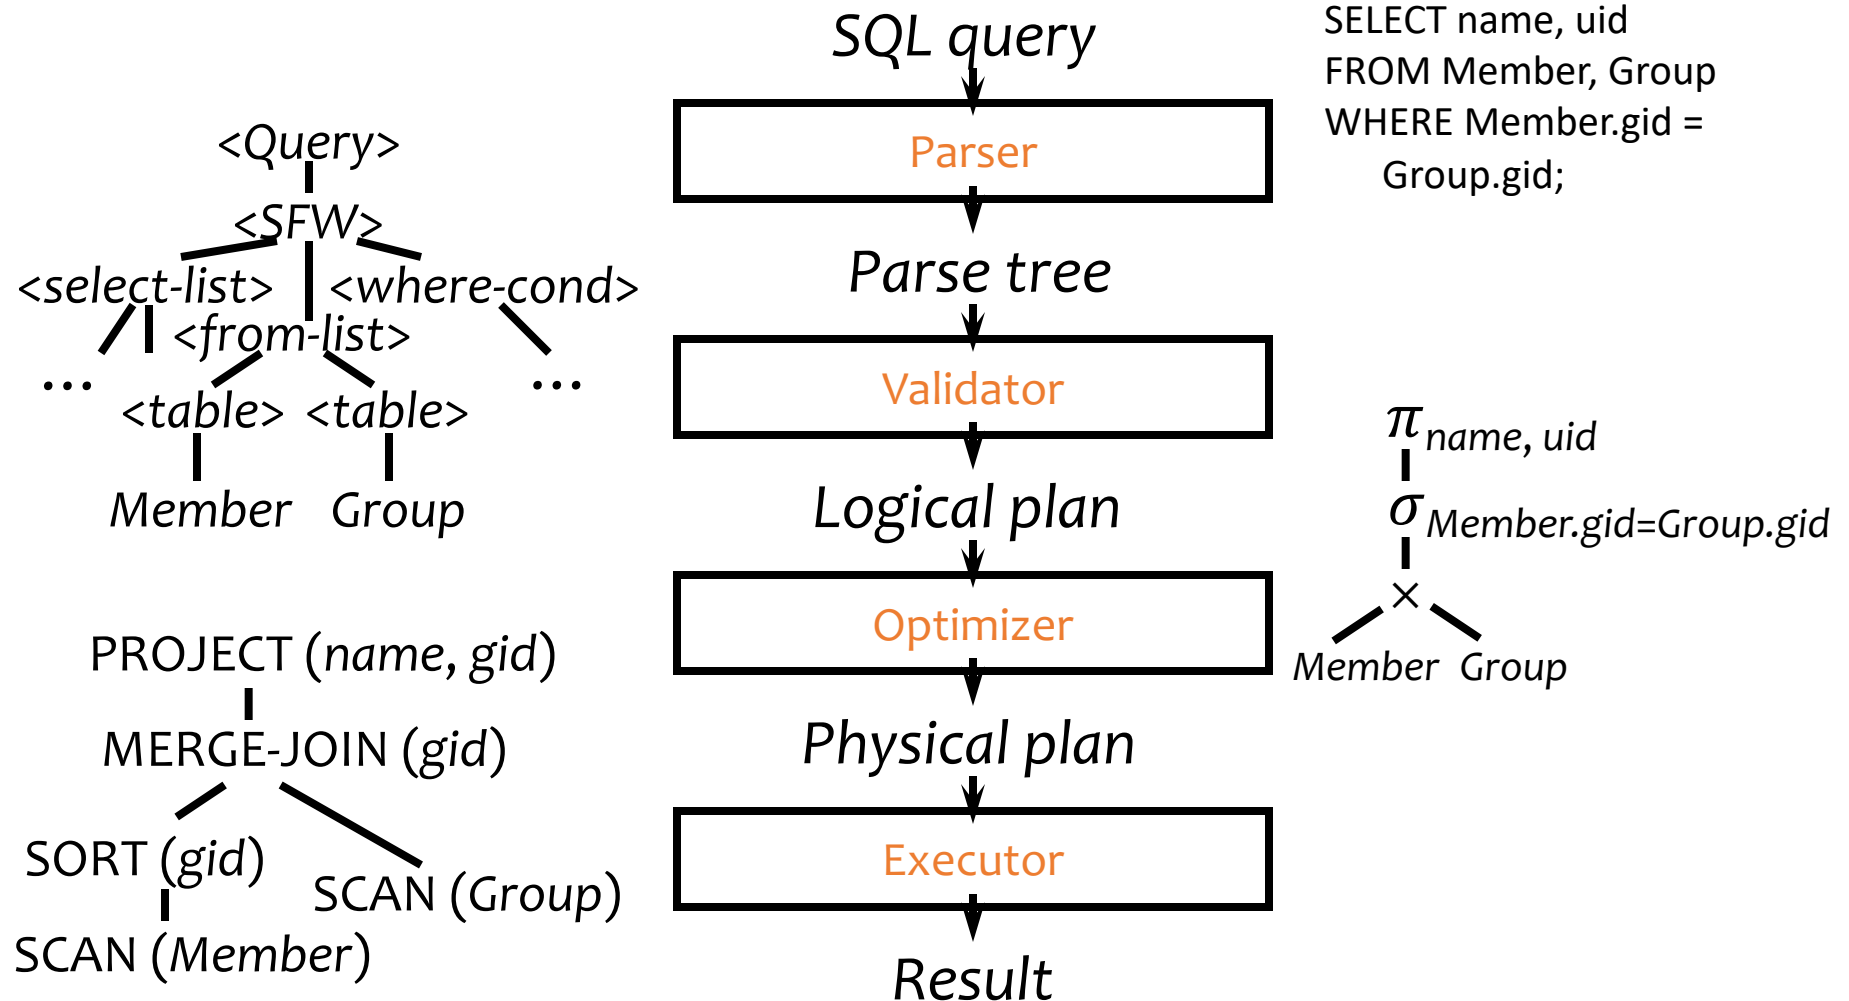 SQL query
Parser
Parse tree
Validator
Logical plan
Optimizer
Physical plan
Executor
Result
SELECT name, uid
FROM Member, Group
WHERE Member.gid =
Group.gid;
<Query>
<SFW>
<select-list> <where-cond>
<from-list>
... ...
<table> <table>
Member Group
π name, uid
σ Member.gid=Group.gid
×
Member Group
PROJECT (name, gid)
MERGE-JOIN (gid)
SORT (gid)
SCAN (Group)
SCAN (Member)